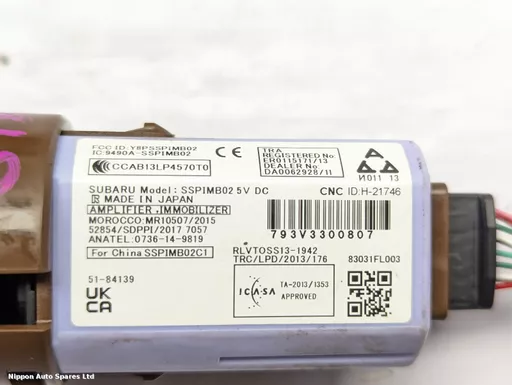 FCC ID: Y8PSSPIMB02
IC:9490A-SSPIMB02
CCAB13LP4570T0
SUBARU Model: SSPIMB02 5V DC
R MADE IN JAPAN
AMPLIFIER, IMMOBILIZER
MOROCCO:MR10507/2015
52854/SDPPI/2017 7057
ANATEL:0736-14-9819
For China SSPIMB02C1
51-84139
UK
CA
TRA
REGISTERED No:
ER0115171/13
DEALER No:
DA0062928/11
И011 13
CNC ID:H-21746
793V3300807
RLVTOSS13-1942
TRC/LPD/2013/176
83031FL003
ICASA
TA-2013/1353
APPROVED
Nippon Auto Spares Ltd